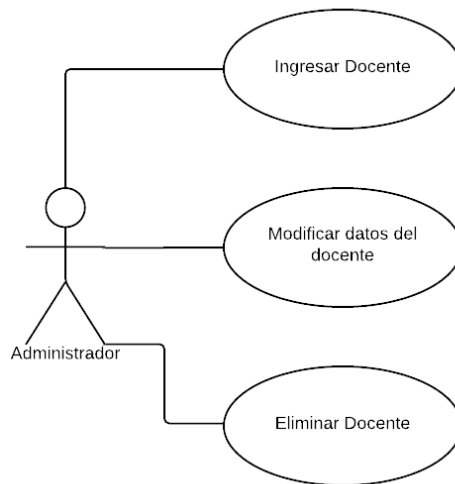 Ingresar Docente
Modificar datos del
docente
Administrador
Eliminar Docente